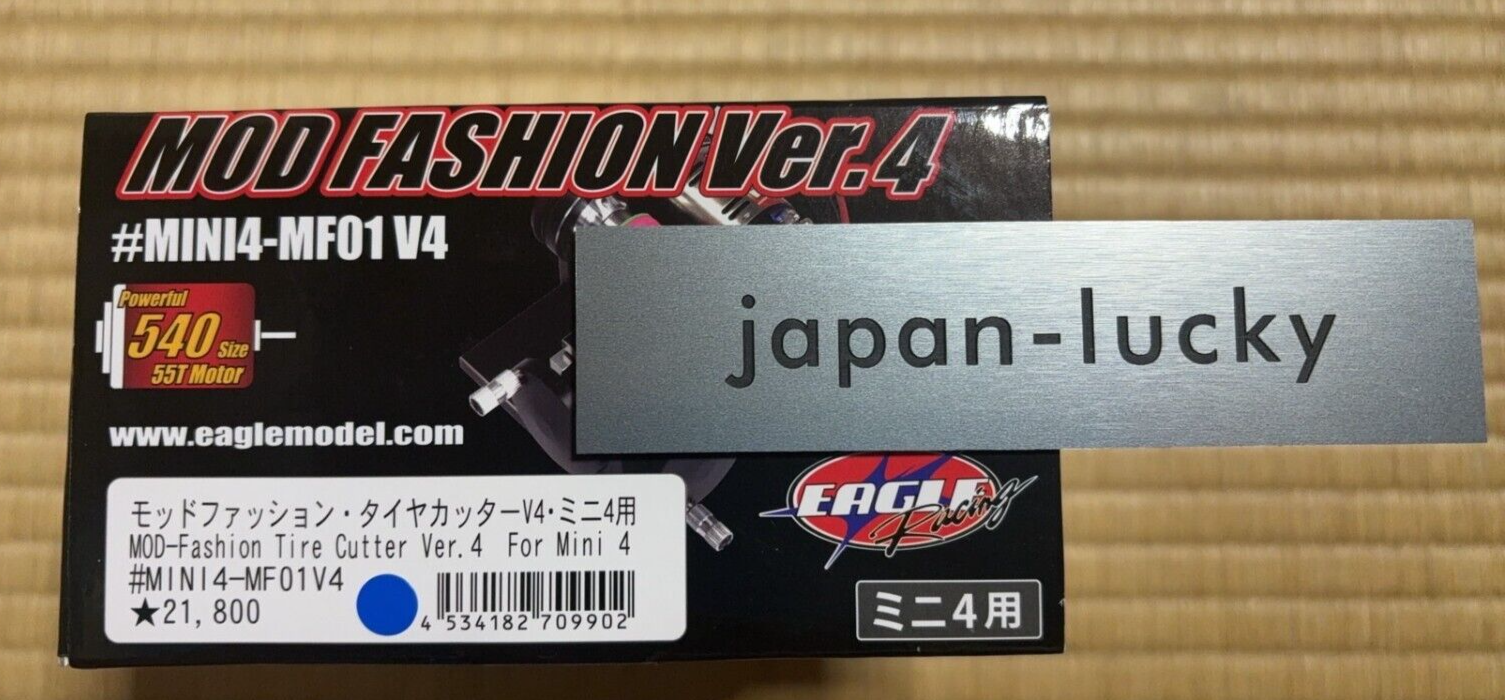 MOD FASHION Ver.4
#MINI4-MF01 V4
Powerful
540 Size
55T Motor
www.eaglemodel.com
japan-lucky
EAGLE
Racing
モッドファッション・タイヤカッターV4・ミニ4用
MOD-Fashion Tire Cutter Ver.4 For Mini 4
#MINI4-MF01V4
★21,800
4 534182 709902
ミニ4用